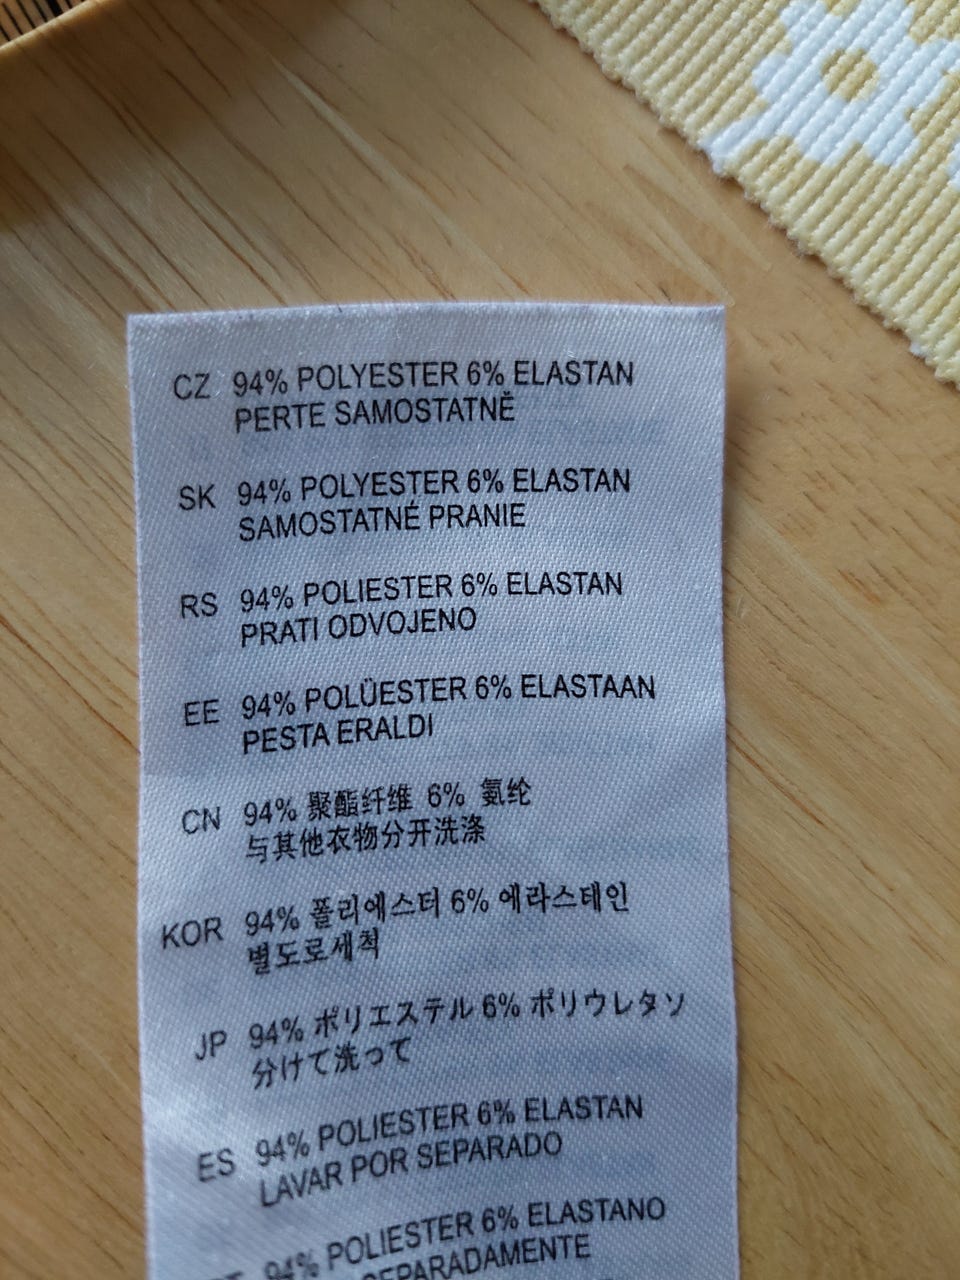 CZ 94% POLYESTER 6% ELASTAN
PERTE SAMOSTATNĚ
SK 94% POLYESTER 6% ELASTAN
SAMOSTATNÉ PRANIE
RS 94% POLIESTER 6% ELASTAN
PRATI ODVOJENO
EE 94% POLÜESTER 6% ELASTAAN
PESTA ERALDI
CN 94% 聚酯纤维 6% 氨纶
与其他衣物分开洗涤
KOR 94% 폴리에스터 6% 에라스테인
별도로세척
JP 94% ポリエステル 6% ポリウレタソ
分けて洗って
ES 94% POLIESTER 6% ELASTAN
LAVAR POR SEPARADO
94% POLIESTER 6% ELASTANO
SEPARADAMENTE